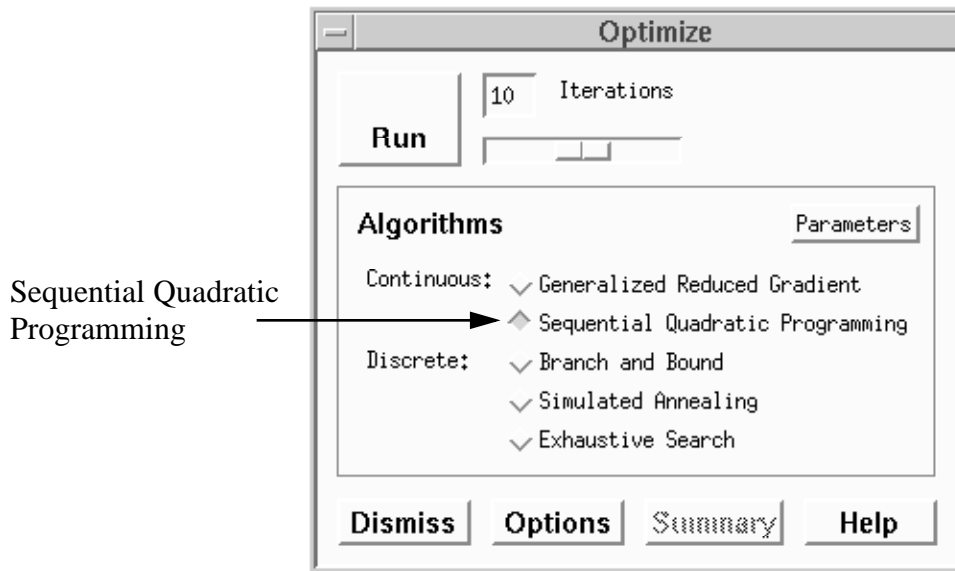 Optimize
10 Iterations
Run
Algorithms
Parameters
Continuous:
Generalized Reduced Gradient
Sequential Quadratic
Programming
Sequential Quadratic Programming
Discrete:
Branch and Bound
Simulated Annealing
Exhaustive Search
Dismiss
Options
Summary
Help